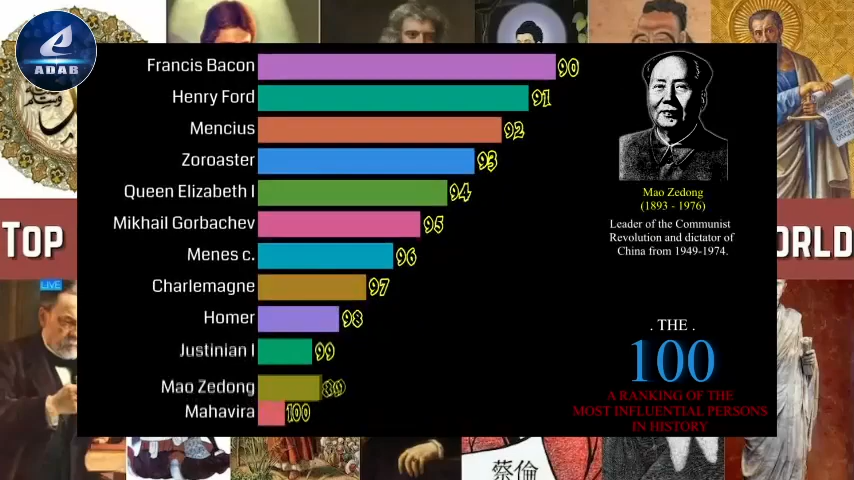 ADAB
Francis Bacon 90
Henry Ford 91
Mencius 92
Zoroaster 93
Queen Elizabeth I 94
Mikhail Gorbachev 95
Menes c. 96
Charlemagne 97
Homer 98
Justinian I 99
Mao Zedong
Mahavira 100
Mao Zedong
(1893 - 1976)
Leader of the Communist
Revolution and dictator of
China from 1949-1974.
. THE .
100
A RANKING OF THE
MOST INFLUENTIAL PERSONS
IN HISTORY
TOP
ORLD
LIVE
蔡倫